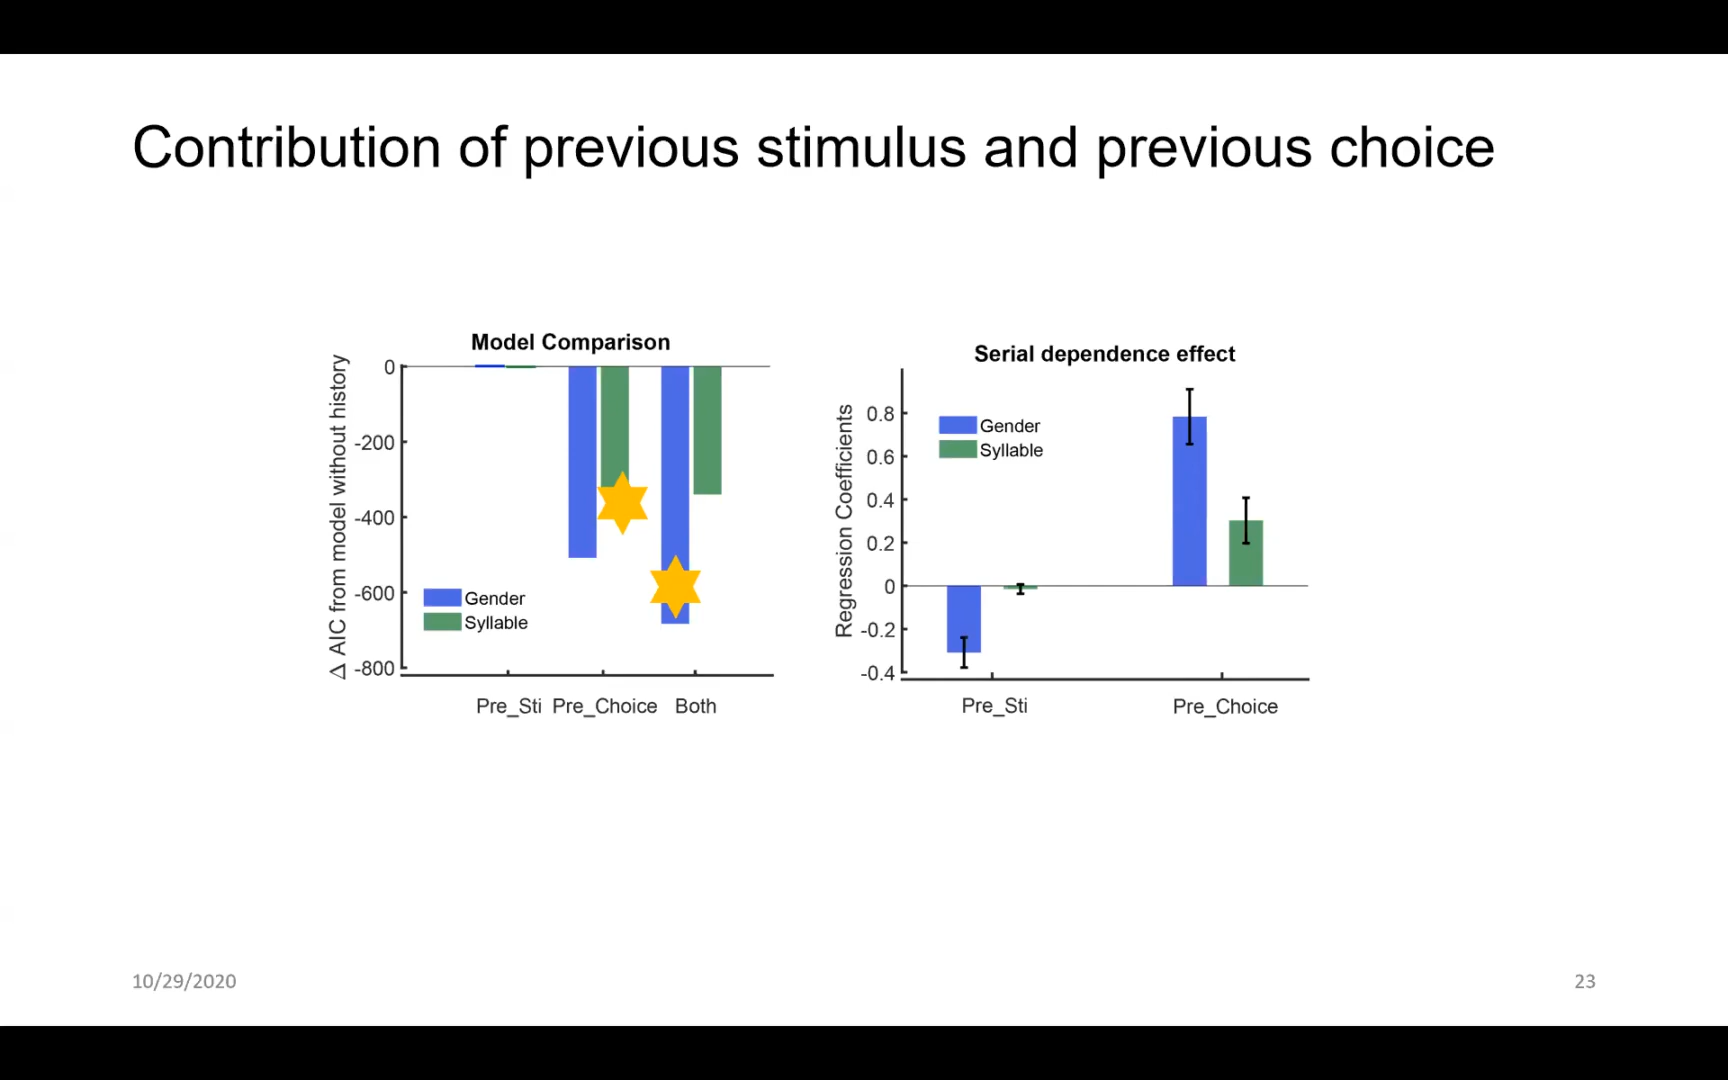 Contribution of previous stimulus and previous choice
Model Comparison
Δ AIC from model without history
0
-200
-400
-600
-800
Gender
Syllable
Pre_Sti Pre_Choice Both
Serial dependence effect
Regression Coefficients
0.8
0.6
0.4
0.2
0
-0.2
-0.4
Gender
Syllable
Pre_Sti Pre_Choice
10/29/2020
23